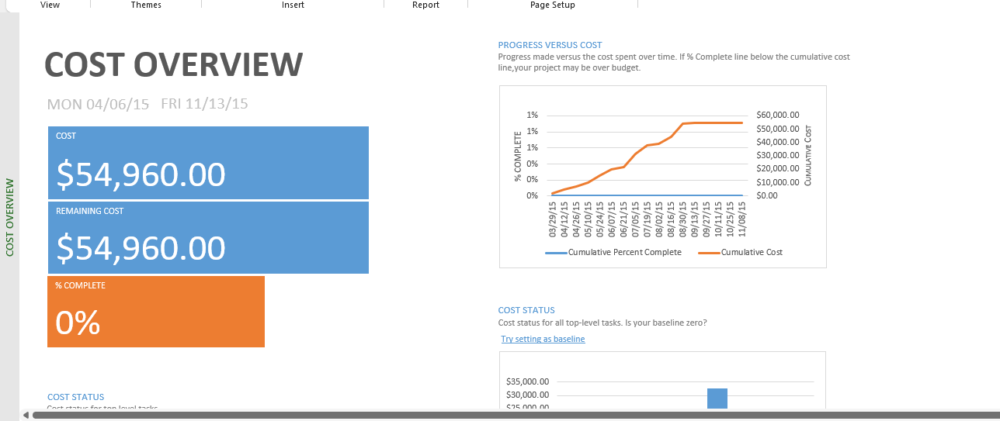 View Themes Insert Report Page Setup
COST OVERVIEW
COST OVERVIEW
MON 04/06/15 FRI 11/13/15
COST
$54,960.00
REMAINING COST
$54,960.00
% COMPLETE
0%
COST STATUS
Cost status for top level tasks.
PROGRESS VERSUS COST
Progress made versus the cost spent over time. If % Complete line below the cumulative cost
line,your project may be over budget.
% COMPLETE
1%
1%
1%
0%
0%
0%
$60,000.00
$50,000.00
$40,000.00
$30,000.00
$20,000.00
$10,000.00
$0.00
CUMULATIVE COST
03/29/15
04/12/15
04/26/15
05/10/15
05/24/15
06/07/15
06/21/15
07/05/15
07/19/15
08/02/15
08/16/15
08/30/15
09/13/15
09/27/15
10/11/15
10/25/15
11/08/15
Cumulative Percent Complete Cumulative Cost
COST STATUS
Cost status for all top-level tasks. Is your baseline zero?
Try setting as baseline
$35,000.00
$30,000.00
$25,000.00